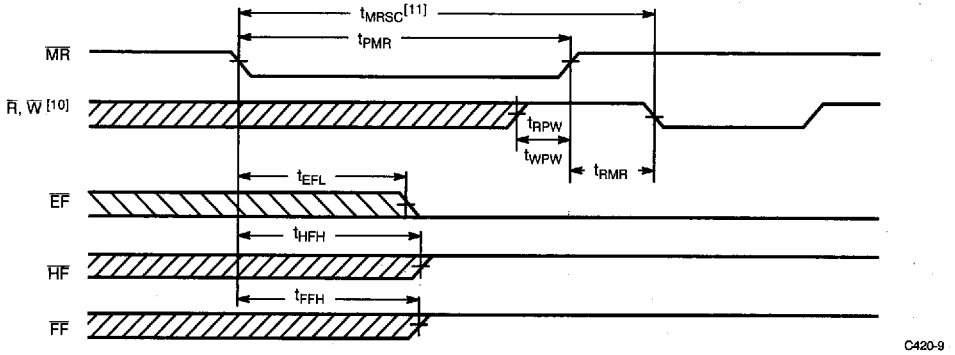 tMRSC[11]
tPMR
MR
R, W [10]
tRPW
tWPW
tRMR
tEFL
EF
tHFH
HF
tFFH
FF
C420-9